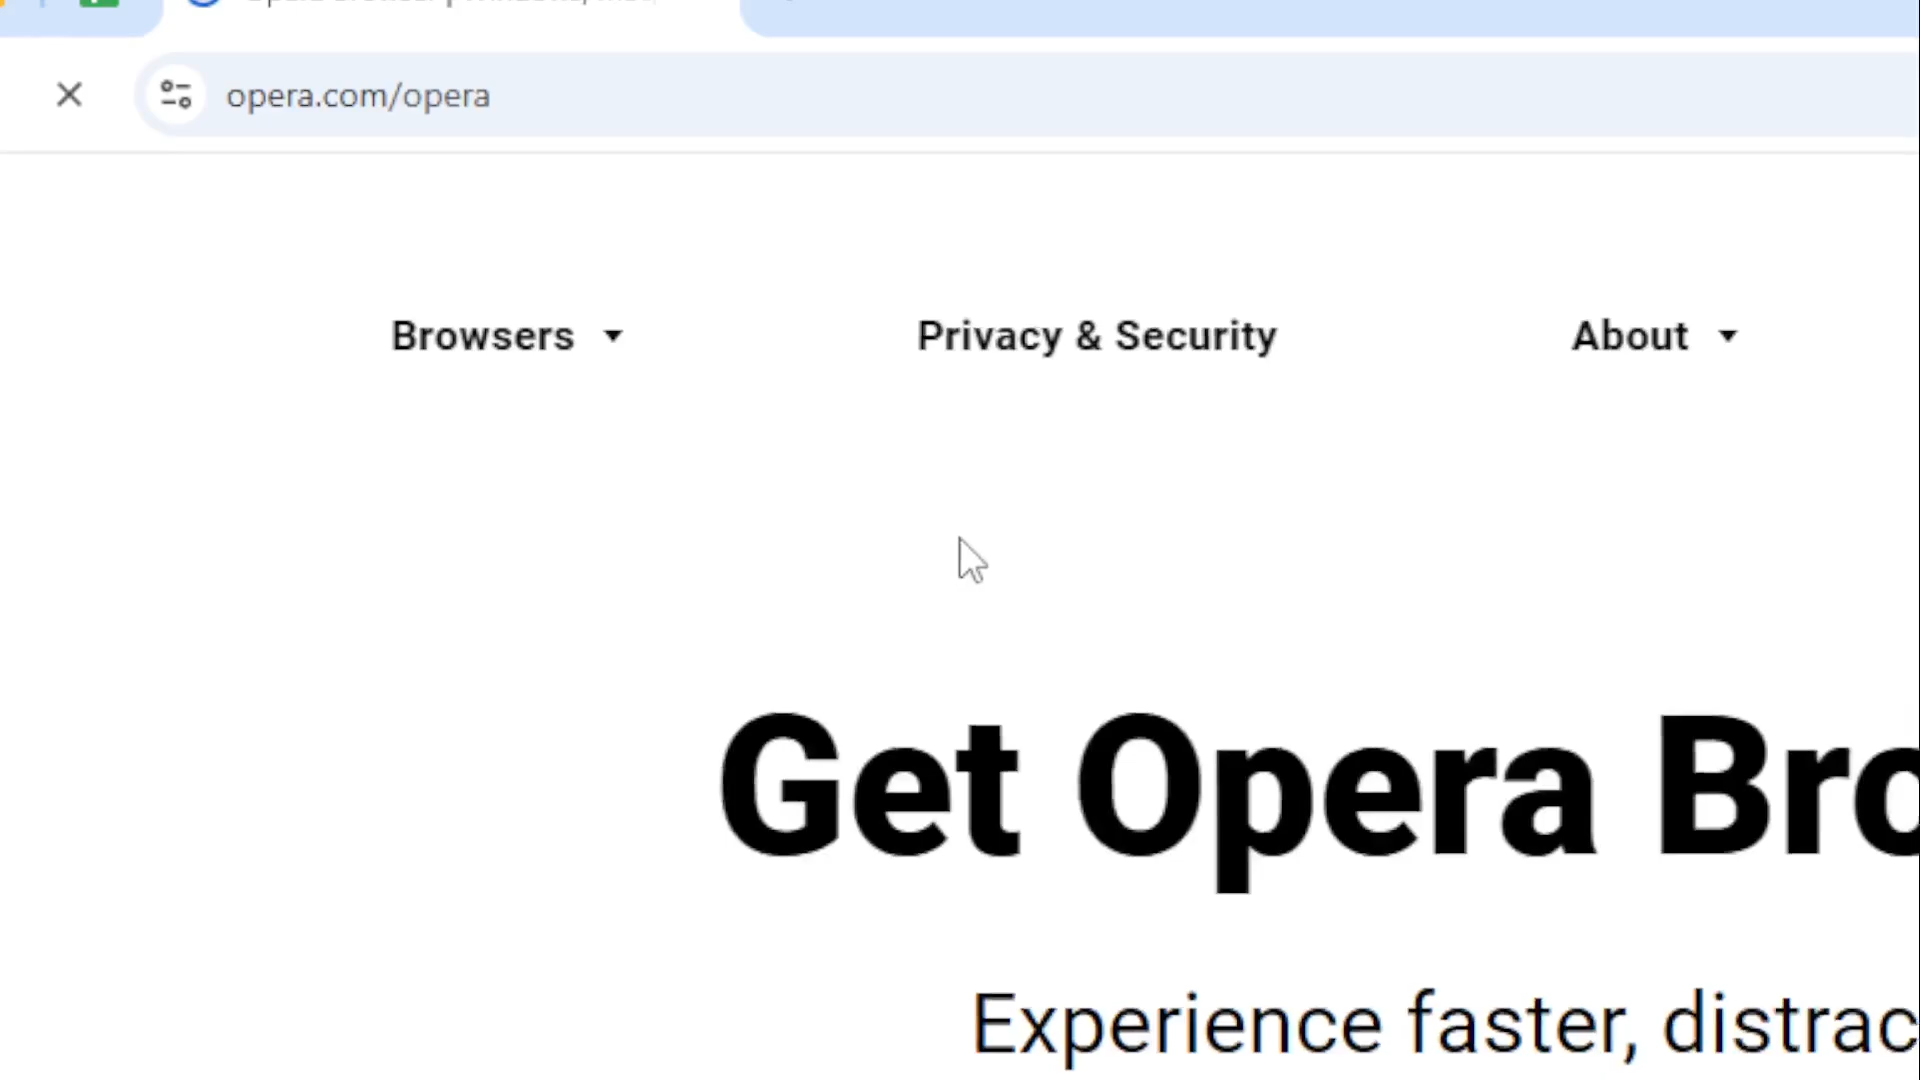 opera.com/opera
Browsers
Privacy & Security
About
Get Opera Bro
Experience faster, distrac